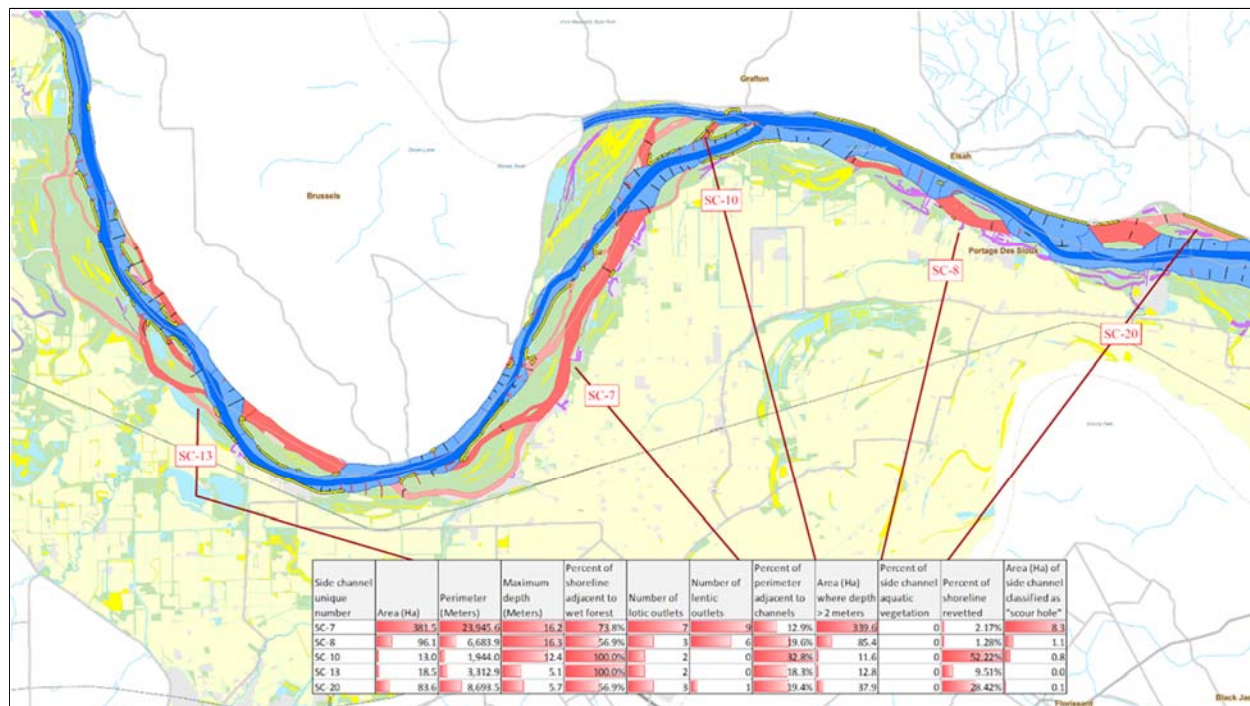 Grafton
Brussels
Elsah
Portage Des Sioux
SC-10
SC-8
SC-20
SC-7
SC-13
Side channel unique number | Area (Ha) | Perimeter (Meters) | Maximum depth (Meters) | Percent of shoreline adjacent to wet forest | Number of lotic outlets | Number of lentic outlets | Percent of perimeter adjacent to channels | Area (Ha) where depth > 2 meters | Percent of side channel aquatic vegetation | Percent of shoreline revetted | Area (Ha) of side channel classified as "scour hole"
SC-7 381.5 23,945.6 16.2 73.8% 7 9 12.9% 339.6 0 2.17% 8.3
SC-8 96.1 6,683.9 16.3 56.9% 3 6 19.6% 85.4 0 1.28% 1.1
SC-10 13.0 1,944.0 12.4 100.0% 2 0 32.8% 11.6 0 52.22% 0.8
SC-13 18.5 3,312.9 5.1 100.0% 2 0 18.3% 12.8 0 9.51% 0.0
SC-20 83.6 8,693.5 5.7 56.9% 3 1 19.4% 37.9 0 28.42% 0.1
Florissant
Black Jac